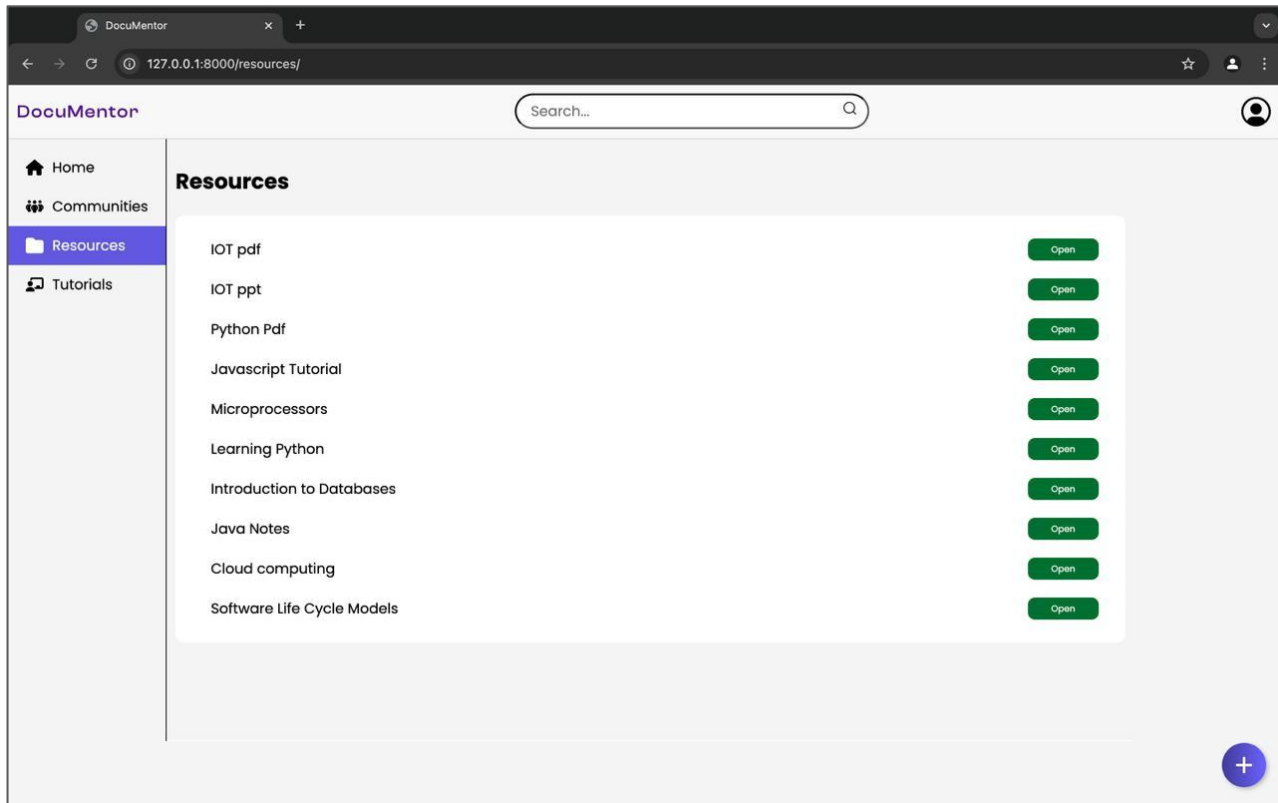 DocuMentor
127.0.0.1:8000/resources/
DocuMentor
Search...
Home
Communities
Resources
Tutorials
Resources
IOT pdf Open
IOT ppt Open
Python Pdf Open
Javascript Tutorial Open
Microprocessors Open
Learning Python Open
Introduction to Databases Open
Java Notes Open
Cloud computing Open
Software Life Cycle Models Open